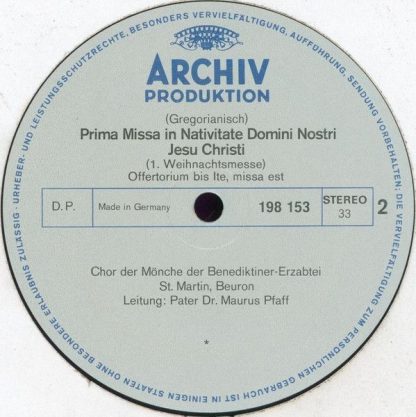 ARCHIV
PRODUKTION
(Gregorianisch)
Prima Missa in Nativitate Domini Nostri
Jesu Christi
(1. Weihnachtsmesse)
Offertorium bis Ite, missa est
D. P. Made in Germany 198 153 STEREO 33 2
Chor der Mönche der Benediktiner-Erzabtei
St. Martin, Beuron
Leitung: Pater Dr. Maurus Pfaff
*
URHEBER- UND LEISTUNGSSCHUTZRECHTE, BESONDERS VERVIELFÄLTIGUNG, AUFFÜHRUNG, SENDUNG VORBEHALTEN; DIE VERVIELFÄLTIGUNG ZUM PERSÖNLICHEN GEBRAUCH IST IN EINIGEN STAATEN OHNE BESONDERE ERLAUBNIS ZULÄSSIG ·